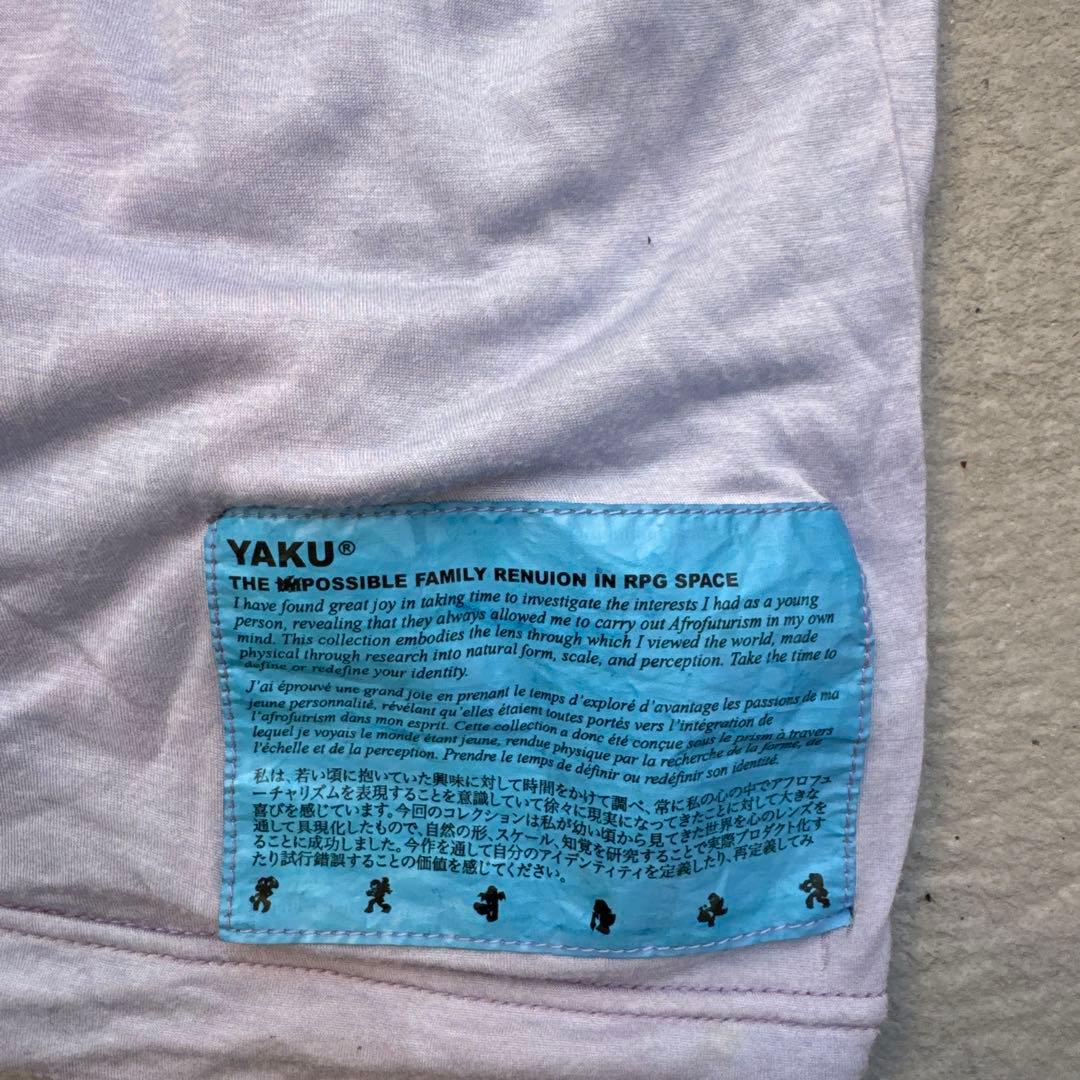 YAKU®
THE IMPOSSIBLE FAMILY RENUION IN RPG SPACE
I have found great joy in taking time to investigate the interests I had as a young
person, revealing that they always allowed me to carry out Afrofuturism in my own
mind. This collection embodies the lens through which I viewed the world, made
physical through research into natural form, scale, and perception. Take the time to
define or redefine your identity.
J'ai éprouvé une grand joie en prenant le temps d'exploré d'avantage les passions de ma
jeune personnalité, révélant qu'elles étaient toutes portés vers l'intégration de
l'afrofutrism dans mon esprit. Cette collection a donc été conçue sous le prism à travers
lequel je voyais le monde étant jeune, rendue physique par la recherche de la forme, de
l'échelle et de la perception. Prendre le temps de définir ou redéfinir son identité.
私は、若い頃に抱いていた興味に対して時間をかけて調べ、常に私の心の中でアフロフュ
ーチャリズムを表現することを意識していて徐々に現実になってきたことに対して大きな
喜びを感じています。今回のコレクションは私が幼い頃から見てきた世界を心のレンズを
通して具現化したもので、自然の形、スケール、知覚を研究することで実際プロダクト化す
ることに成功しました。今作を通して自分のアイデンティティを定義したり、再定義してみ
たり試行錯誤することの価値を感じてください。